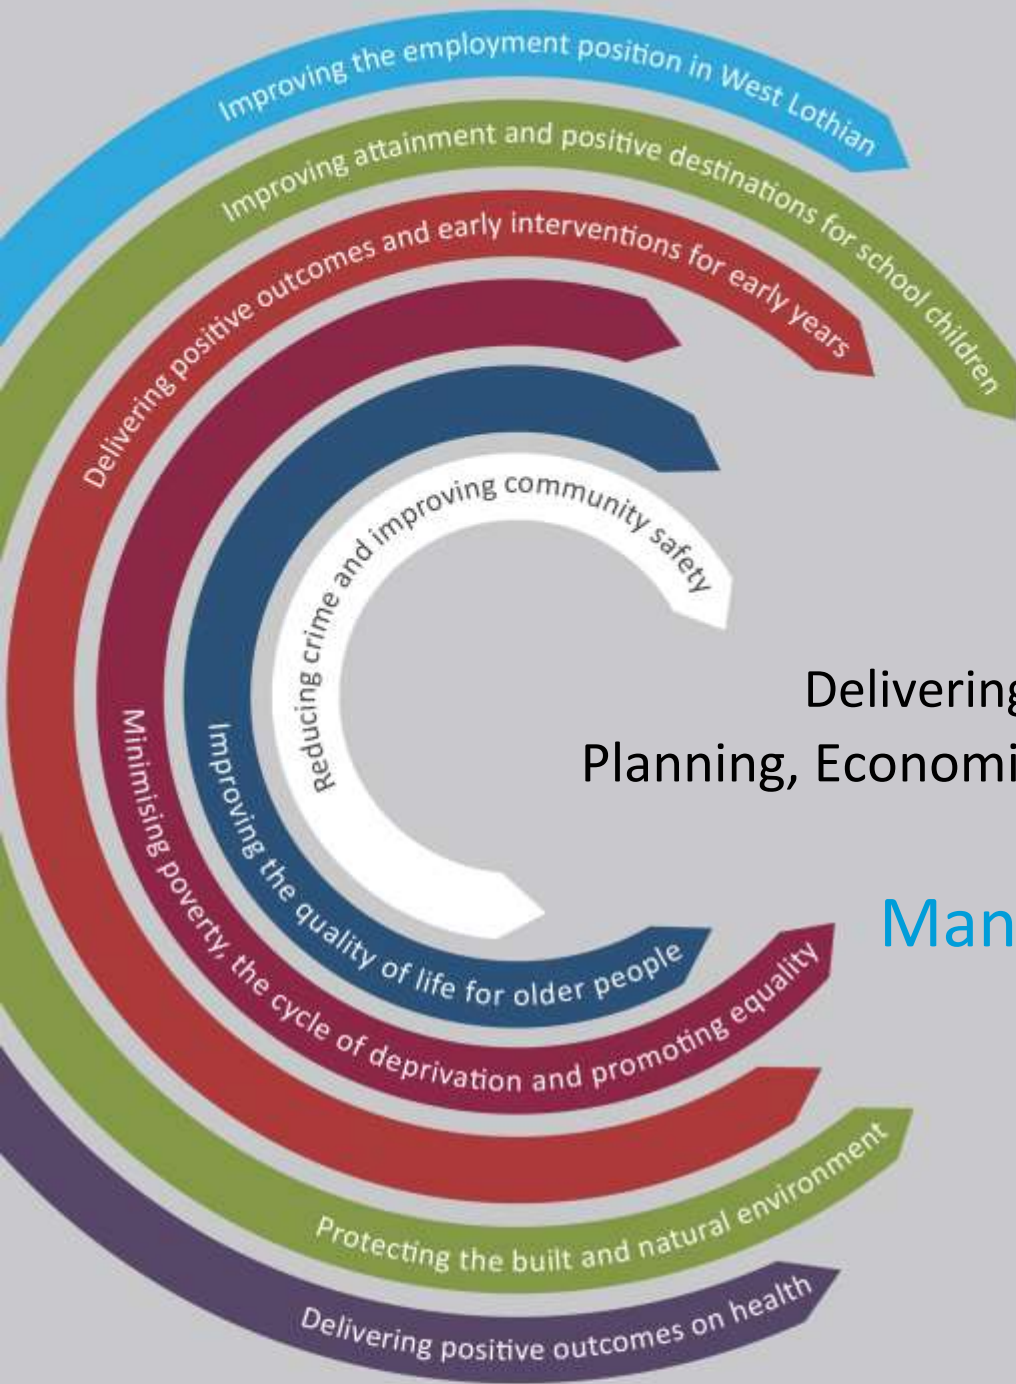 Improving the employment position in West Lothian
Improving attainment and positive destinations for school children
Delivering positive outcomes and early interventions for early years
Reducing crime and improving community safety
Delivering
Planning, Economi
Man
Improving the quality of life for older people
Minimising poverty, the cycle of deprivation and promoting equality
Protecting the built and natural environment
Delivering positive outcomes on health